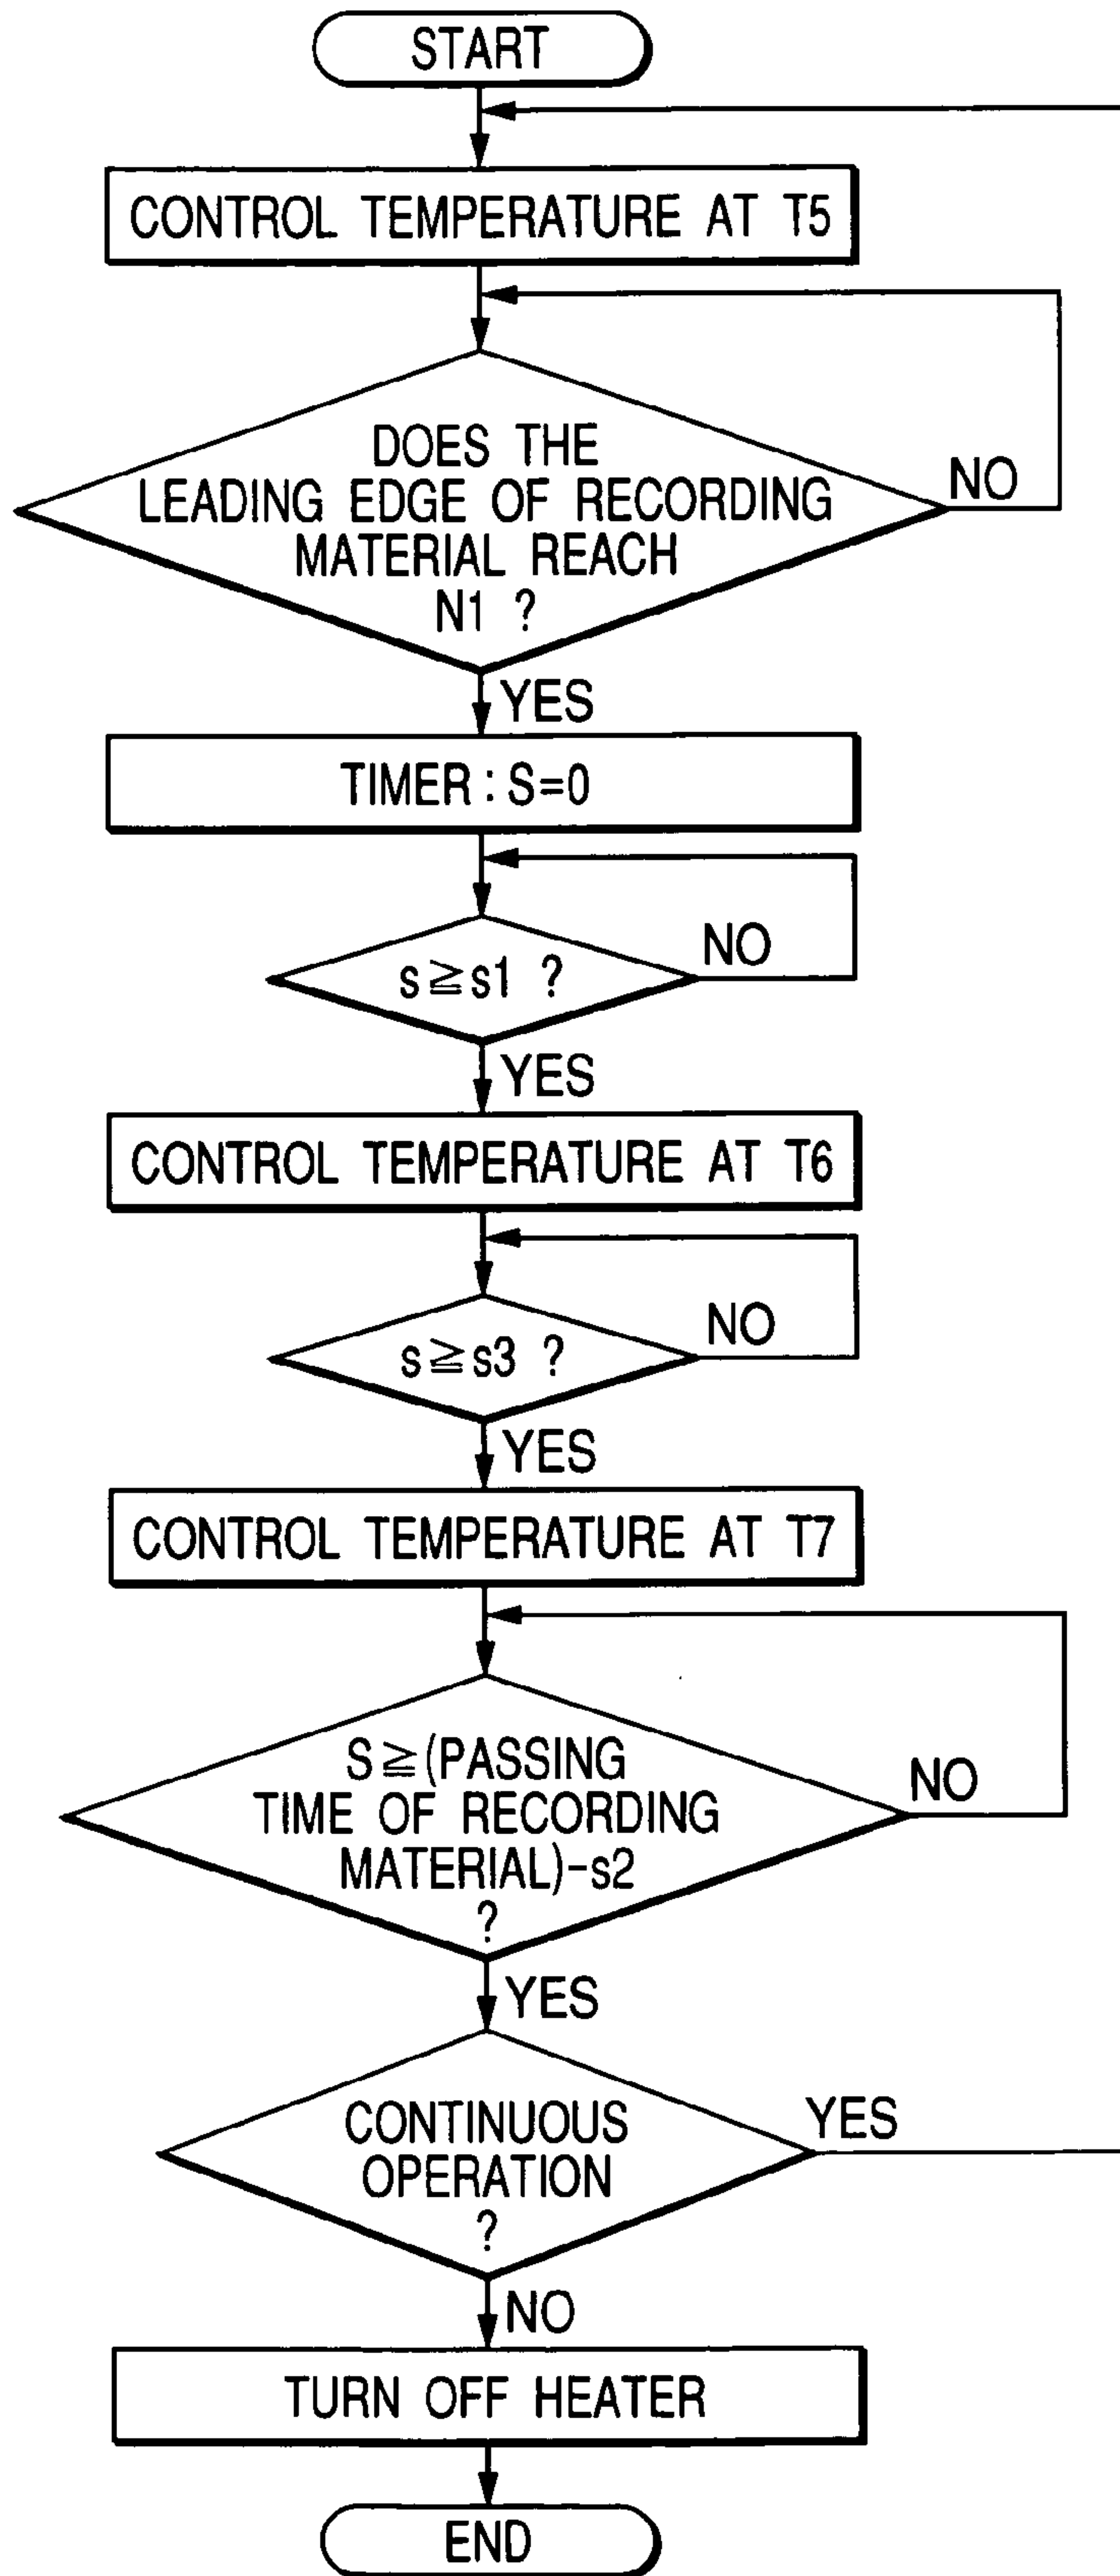 START
CONTROL TEMPERATURE AT T5
DOES THE
LEADING EDGE OF RECORDING
MATERIAL REACH
N1 ?
NO
YES
TIMER : S=0
s≧s1 ?
NO
YES
CONTROL TEMPERATURE AT T6
s≧s3 ?
NO
YES
CONTROL TEMPERATURE AT T7
S≧(PASSING
TIME OF RECORDING
MATERIAL)-s2
?
NO
YES
CONTINUOUS
OPERATION
?
YES
NO
TURN OFF HEATER
END